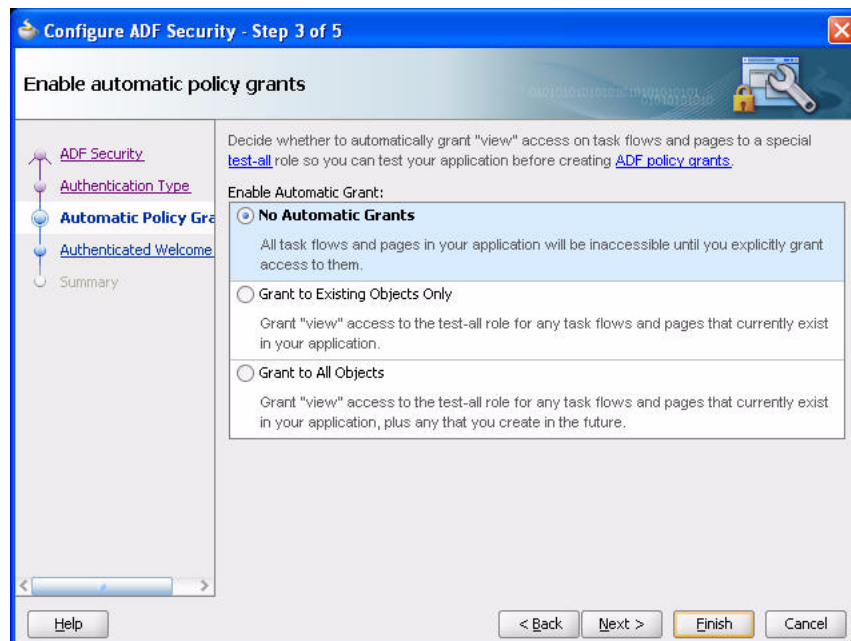 Configure ADF Security - Step 3 of 5
Enable automatic policy grants
ADF Security
Authentication Type
Automatic Policy Gra
Authenticated Welcome
Summary
Decide whether to automatically grant "view" access on task flows and pages to a special
test-all role so you can test your application before creating ADF policy grants.
Enable Automatic Grant:
No Automatic Grants
All task flows and pages in your application will be inaccessible until you explicitly grant
access to them.
Grant to Existing Objects Only
Grant "view" access to the test-all role for any task flows and pages that currently exist
in your application.
Grant to All Objects
Grant "view" access to the test-all role for any task flows and pages that currently exist
in your application, plus any that you create in the future.
Help
< Back
Next >
Finish
Cancel